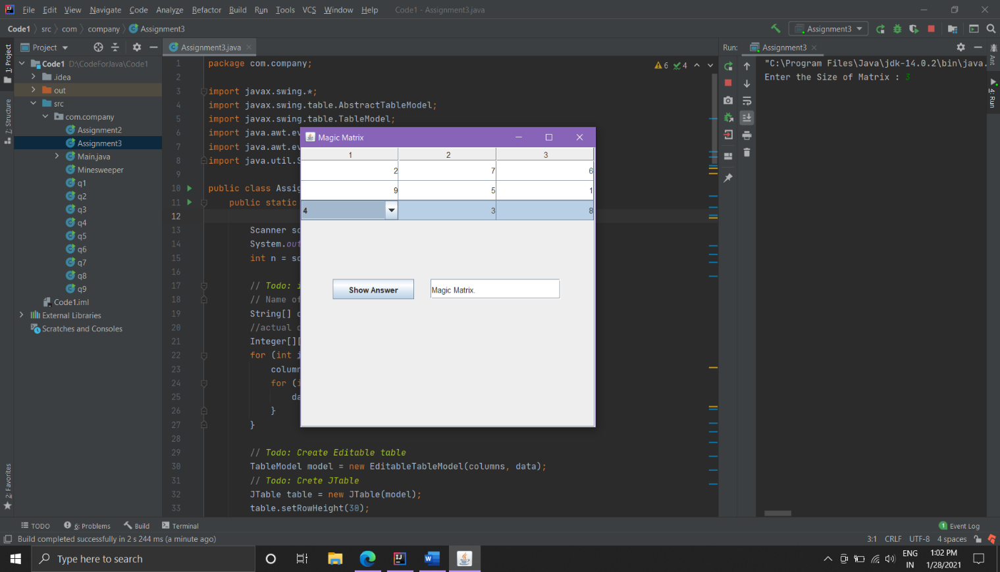 File Edit View Navigate Code Analyze Refactor Build Run Tools VCS Window Help Code1 - Assignment3.java
Code1 src com company Assignment3
Assignment3
Project
Assignment3.java
Run: Assignment3
1: Project
Z: Structure
2: Favorites
Ant
4: Run
Code1 D:\CodeForJava\Code1
.idea
out
src
com.company
Assignment2
Assignment3
Main.java
Minesweeper
q1
q2
q3
q4
q5
q6
q7
q8
q9
Code1.iml
External Libraries
Scratches and Consoles
6 4
1 package com.company;
2
3 import javax.swing.*;
4 import javax.swing.table.AbstractTableModel;
5 import javax.swing.table.TableModel;
6 import java.awt.ev
7 import java.awt.ev
8 import java.util.S
9
10 public class Assig
11 public static
12
13 Scanner sc
14 System.out
15 int n = sc
16
17 // Todo: i
18 // Name of
19 String[] c
20 //actual d
21 Integer[][
22 for (int j
23 column
24 for (i
25 da
26 }
27 }
28
29 // Todo: Create Editable table
30 TableModel model = new EditableTableModel(columns, data);
31 // Todo: Crete JTable
32 JTable table = new JTable(model);
33 table.setRowHeight(30);
Magic Matrix
1 2 3
2 7 6
9 5 1
4 3 8
Show Answer
Magic Matrix.
"C:\Program Files\Java\jdk-14.0.2\bin\java.
Enter the Size of Matrix : 3
TODO 6: Problems Build Terminal
1 Event Log
Build completed successfully in 2 s 244 ms (a minute ago)
3:1 CRLF UTF-8 4 spaces
Type here to search
ENG
IN
1:02 PM
1/28/2021